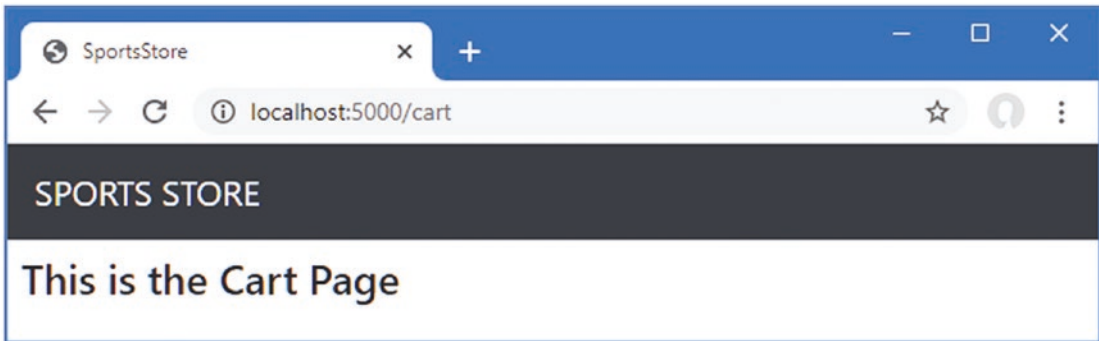 SportsStore
localhost:5000/cart
SPORTS STORE
This is the Cart Page